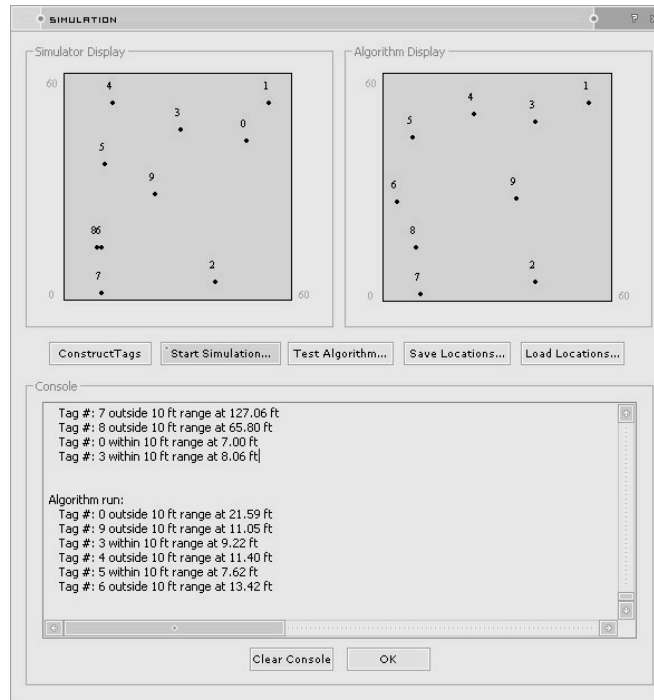 SIMULATION ?
Simulator Display
60
4
1
3
0
5
9
86
2
7
0
60
Algorithm Display
60
1
4
3
5
9
6
8
2
7
0
60
ConstructTags Start Simulation... Test Algorithm... Save Locations... Load Locations...
Console
Tag #: 7 outside 10 ft range at 127.06 ft
Tag #: 8 outside 10 ft range at 65.80 ft
Tag #: 0 within 10 ft range at 7.00 ft
Tag #: 3 within 10 ft range at 8.06 ft
Algorithm run:
Tag #: 0 outside 10 ft range at 21.59 ft
Tag #: 9 outside 10 ft range at 11.05 ft
Tag #: 3 within 10 ft range at 9.22 ft
Tag #: 4 outside 10 ft range at 11.40 ft
Tag #: 5 within 10 ft range at 7.62 ft
Tag #: 6 outside 10 ft range at 13.42 ft
Clear Console OK